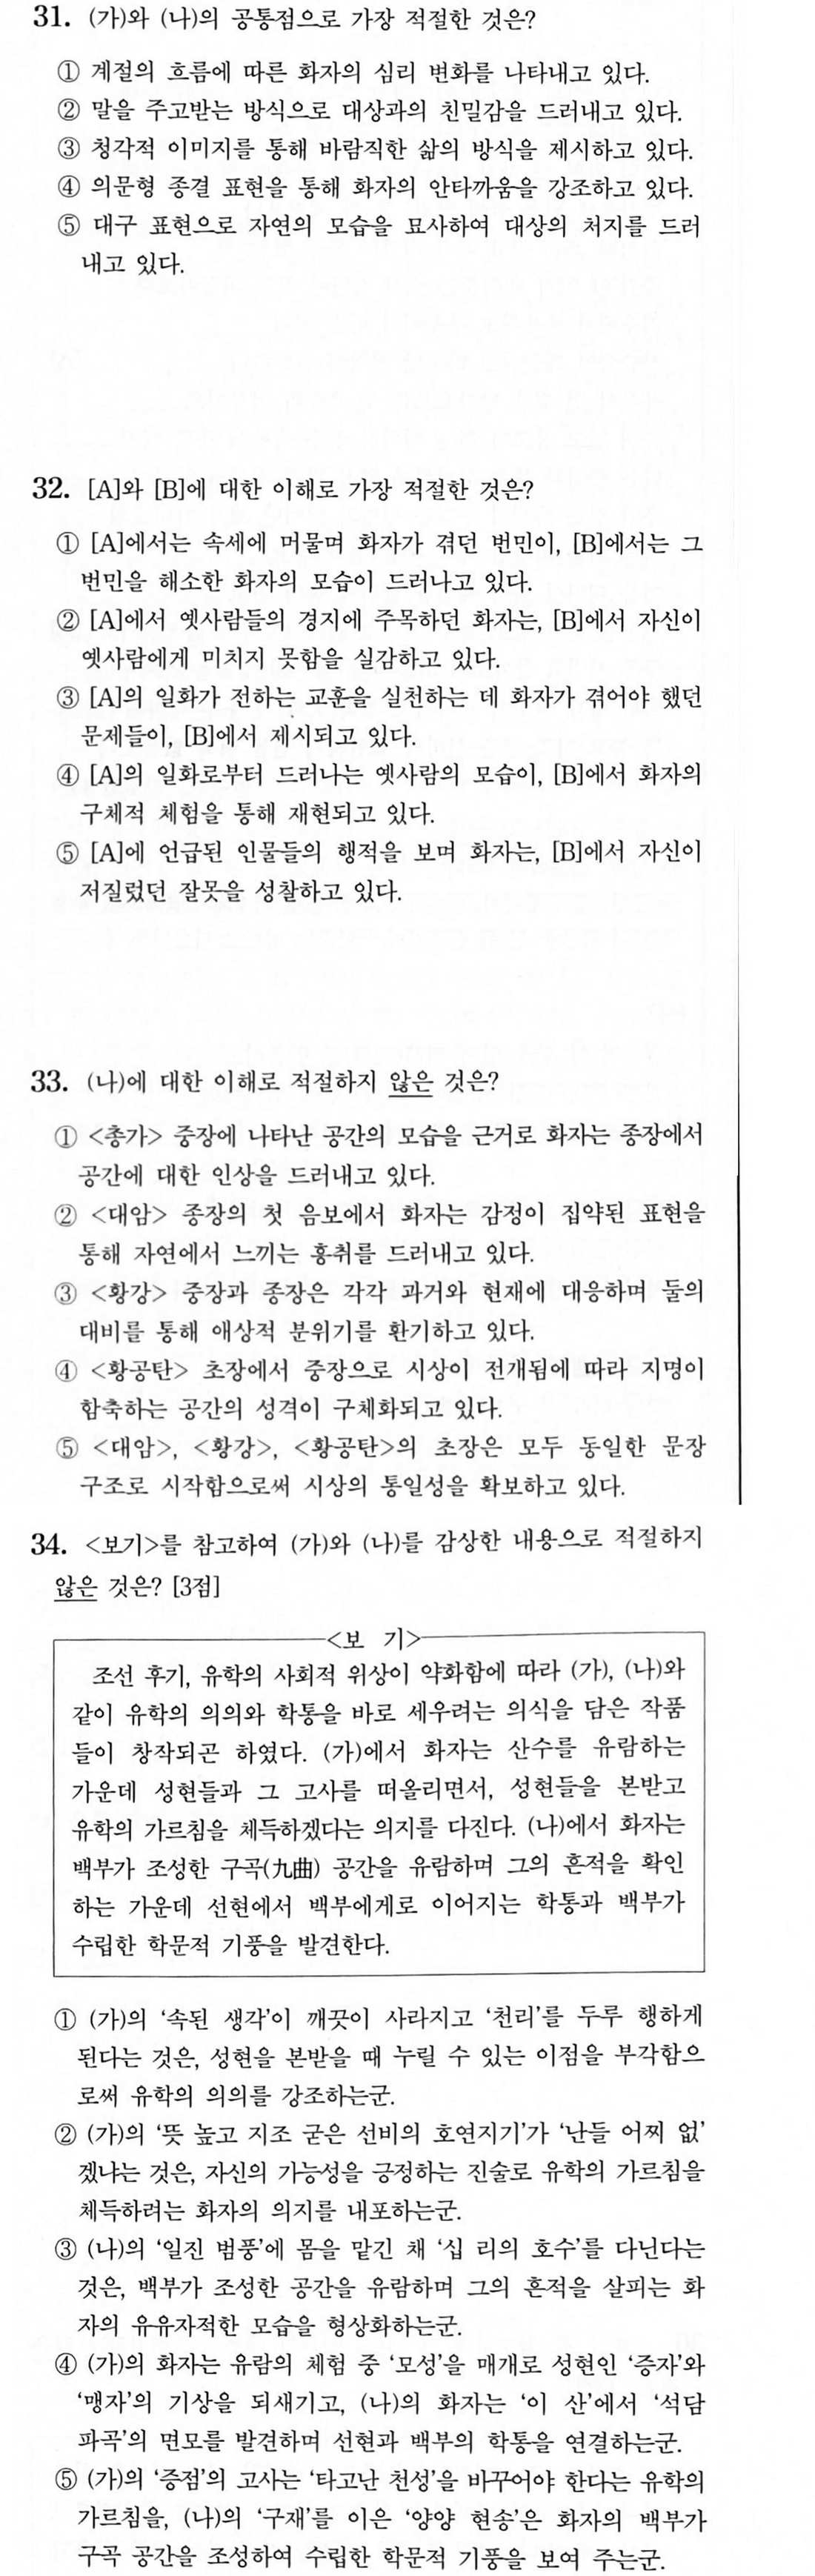 31. (가)와 (나)의 공통점으로 가장 적절한 것은?
① 계절의 흐름에 따른 화자의 심리 변화를 나타내고 있다.
② 말을 주고받는 방식으로 대상과의 친밀감을 드러내고 있다.
③ 청각적 이미지를 통해 바람직한 삶의 방식을 제시하고 있다.
④ 의문형 종결 표현을 통해 화자의 안타까움을 강조하고 있다.
⑤ 대구 표현으로 자연의 모습을 묘사하여 대상의 처지를 드러
내고 있다.
32. [A]와 [B]에 대한 이해로 가장 적절한 것은?
① [A]에서는 속세에 머물며 화자가 겪던 번민이, [B]에서는 그
번민을 해소한 화자의 모습이 드러나고 있다.
② [A]에서 옛사람들의 경지에 주목하던 화자는, [B]에서 자신이
옛사람에게 미치지 못함을 실감하고 있다.
③ [A]의 일화가 전하는 교훈을 실천하는 데 화자가 겪어야 했던
문제들이, [B]에서 제시되고 있다.
④ [A]의 일화로부터 드러나는 옛사람의 모습이, [B]에서 화자의
구체적 체험을 통해 재현되고 있다.
⑤ [A]에 언급된 인물들의 행적을 보며 화자는, [B]에서 자신이
저질렀던 잘못을 성찰하고 있다.
33. (나)에 대한 이해로 적절하지 않은 것은?
① <총가> 중장에 나타난 공간의 모습을 근거로 화자는 종장에서
공간에 대한 인상을 드러내고 있다.
② <대암> 종장의 첫 음보에서 화자는 감정이 집약된 표현을
통해 자연에서 느끼는 흥취를 드러내고 있다.
③ <황강> 중장과 종장은 각각 과거와 현재에 대응하며 둘의
대비를 통해 애상적 분위기를 환기하고 있다.
④ <황공탄> 초장에서 중장으로 시상이 전개됨에 따라 지명이
함축하는 공간의 성격이 구체화되고 있다.
⑤ <대암>, <황강>, <황공탄>의 초장은 모두 동일한 문장
구조로 시작함으로써 시상의 통일성을 확보하고 있다.
34. <보기>를 참고하여 (가)와 (나)를 감상한 내용으로 적절하지
않은 것은? [3점]
<보 기>
조선 후기, 유학의 사회적 위상이 약화함에 따라 (가), (나)와
같이 유학의 의의와 학통을 바로 세우려는 의식을 담은 작품
들이 창작되곤 하였다. (가)에서 화자는 산수를 유람하는
가운데 성현들과 그 고사를 떠올리면서, 성현들을 본받고
유학의 가르침을 체득하겠다는 의지를 다진다. (나)에서 화자는
백부가 조성한 구곡(九曲) 공간을 유람하며 그의 흔적을 확인
하는 가운데 선현에서 백부에게로 이어지는 학통과 백부가
수립한 학문적 기풍을 발견한다.
① (가)의 ‘속된 생각’이 깨끗이 사라지고 ‘천리’를 두루 행하게
된다는 것은, 성현을 본받을 때 누릴 수 있는 이점을 부각함으
로써 유학의 의의를 강조하는군.
② (가)의 ‘뜻 높고 지조 굳은 선비의 호연지기’가 ‘난들 어찌 없’
겠냐는 것은, 자신의 가능성을 긍정하는 진술로 유학의 가르침을
체득하려는 화자의 의지를 내포하는군.
③ (나)의 ‘일진 범풍’에 몸을 맡긴 채 ‘십 리의 호수’를 다닌다는
것은, 백부가 조성한 공간을 유람하며 그의 흔적을 살피는 화
자의 유유자적한 모습을 형상화하는군.
④ (가)의 화자는 유람의 체험 중 ‘모성’을 매개로 성현인 ‘증자’와
‘맹자’의 기상을 되새기고, (나)의 화자는 ‘이 산’에서 ‘석담
파곡’의 면모를 발견하며 선현과 백부의 학통을 연결하는군.
⑤ (가)의 ‘증점’의 고사는 ‘타고난 천성’을 바꾸어야 한다는 유학의
가르침을, (나)의 ‘구재’를 이은 ‘양양 현송’은 화자의 백부가
구곡 공간을 조성하여 수립한 학문적 기풍을 보여 주는군.